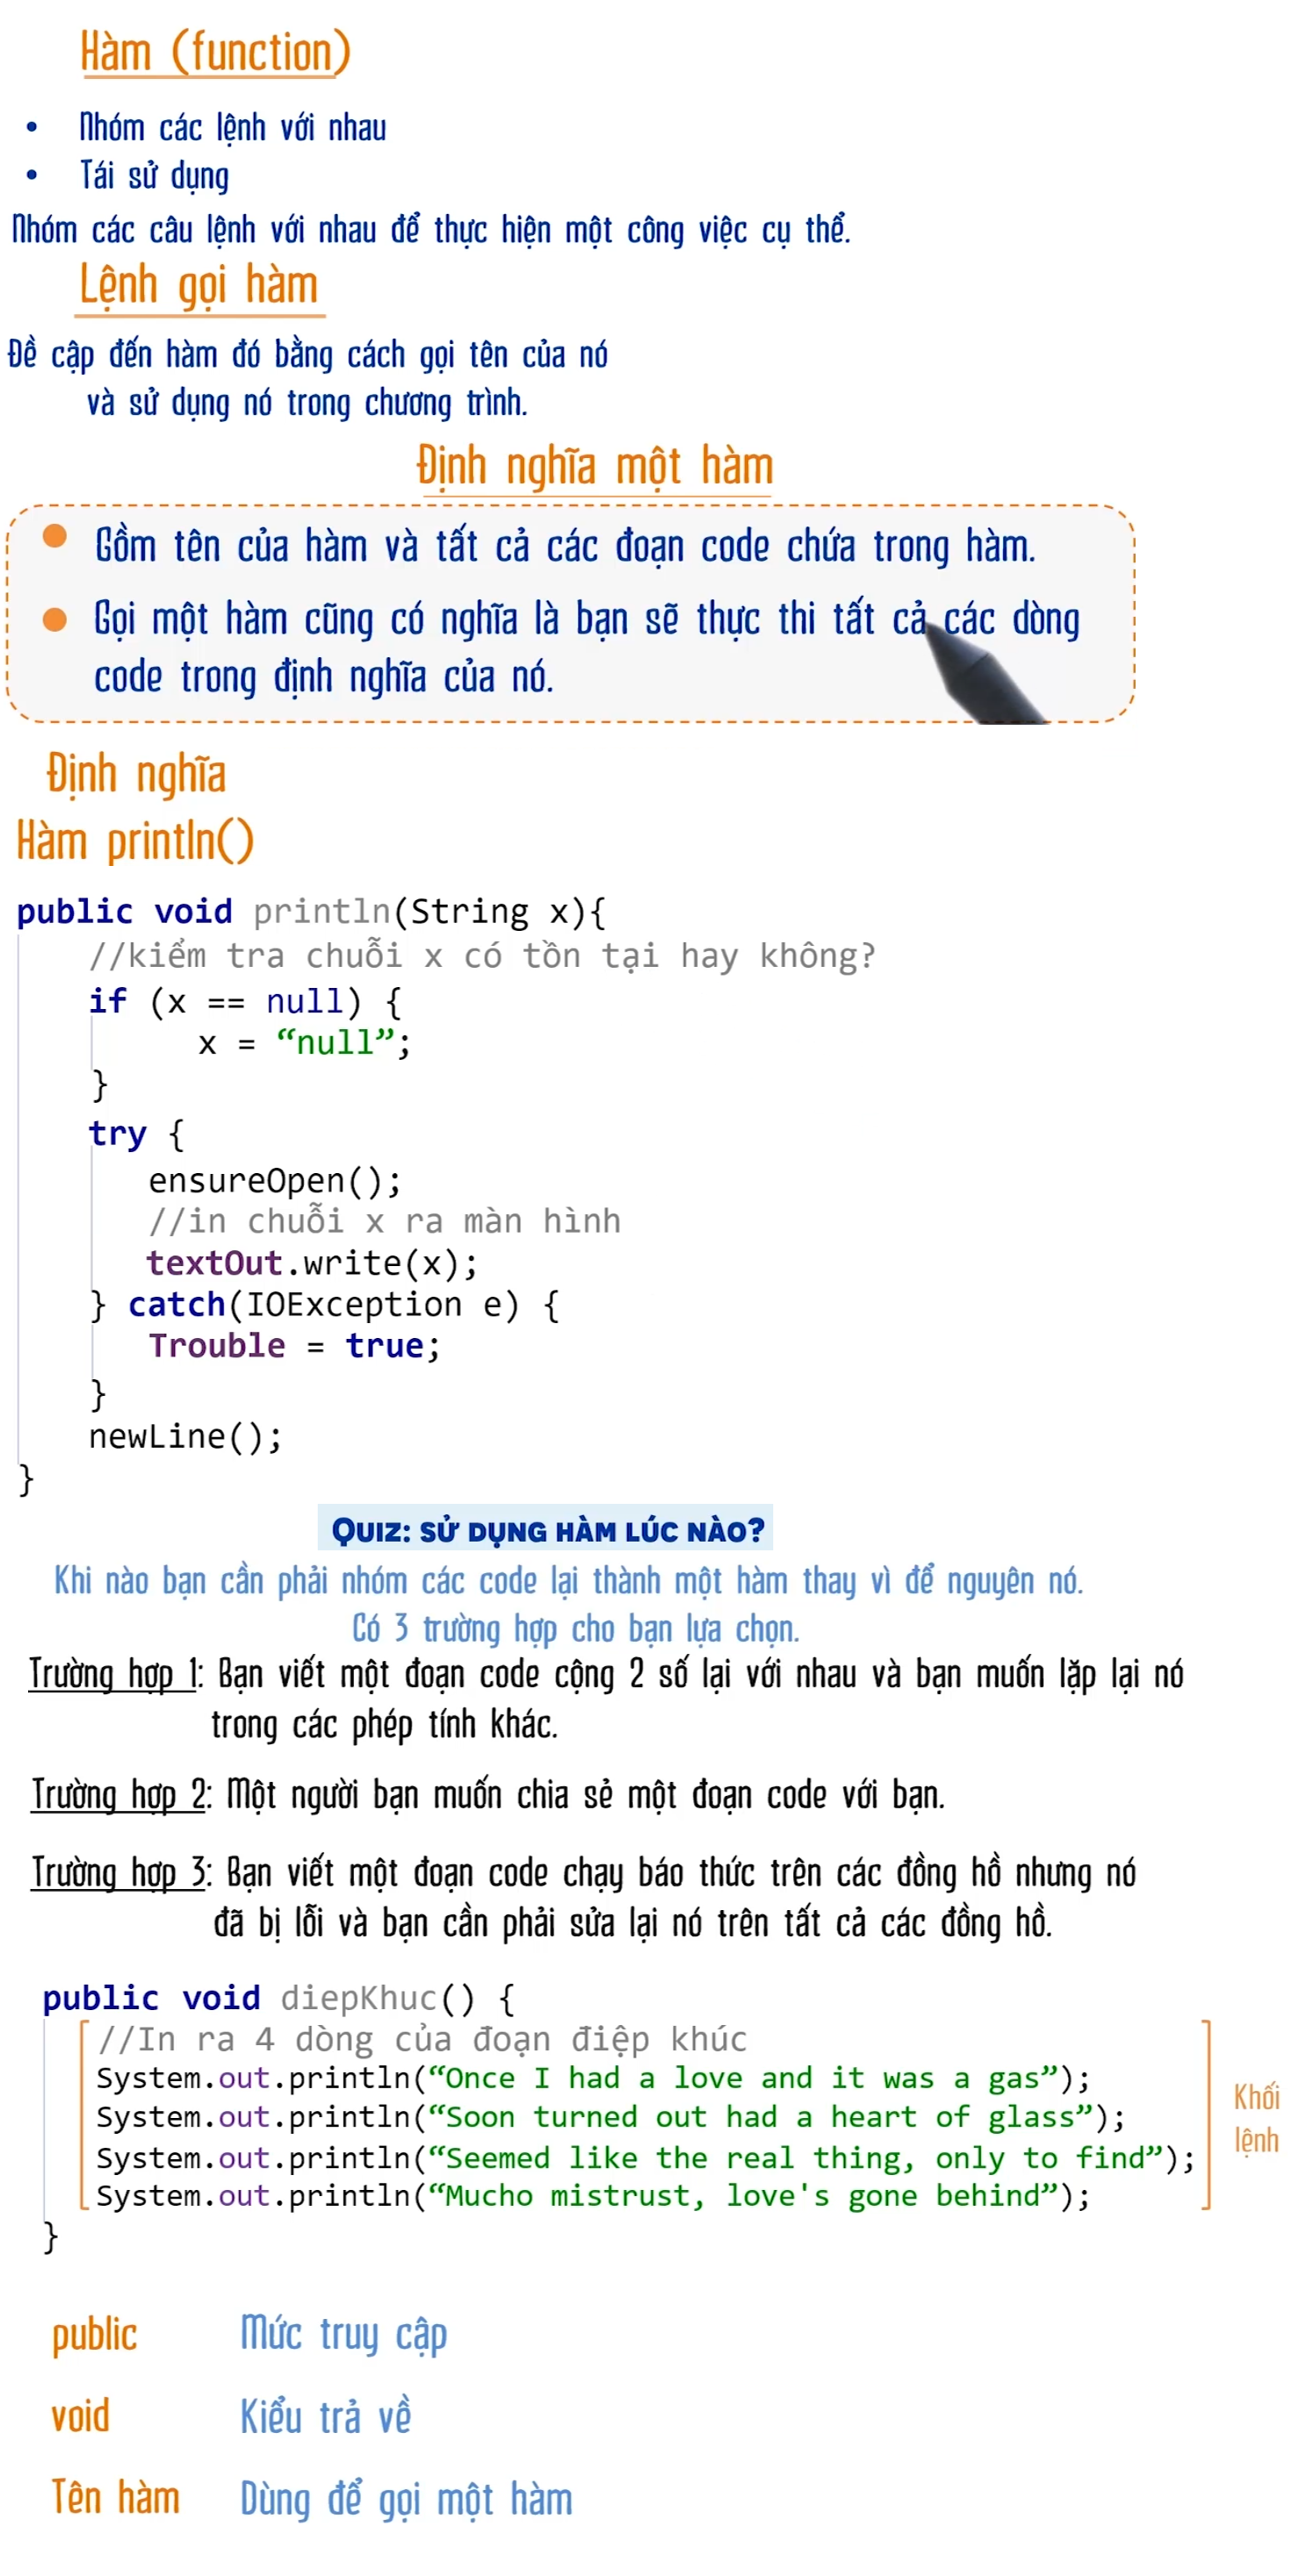 Hàm (function)
• Nhóm các lệnh với nhau
• Tái sử dụng
Nhóm các câu lệnh với nhau để thực hiện một công việc cụ thể.
Lệnh gọi hàm
Đề cập đến hàm đó bằng cách gọi tên của nó
và sử dụng nó trong chương trình.
Định nghĩa một hàm
Gồm tên của hàm và tất cả các đoạn code chứa trong hàm.
Gọi một hàm cũng có nghĩa là bạn sẽ thực thi tất cả các dòng
code trong định nghĩa của nó.
Định nghĩa
Hàm println()
public void println(String x){
//kiểm tra chuỗi x có tồn tại hay không?
if (x == null) {
x = “null”;
}
try {
ensureOpen();
//in chuỗi x ra màn hình
textOut.write(x);
} catch(IOException e) {
Trouble = true;
}
newLine();
}
QUIZ: SỬ DỤNG HÀM LÚC NÀO?
Khi nào bạn cần phải nhóm các code lại thành một hàm thay vì để nguyên nó.
Có 3 trường hợp cho bạn lựa chọn.
Trường hợp 1: Bạn viết một đoạn code cộng 2 số lại với nhau và bạn muốn lặp lại nó
trong các phép tính khác.
Trường hợp 2: Một người bạn muốn chia sẻ một đoạn code với bạn.
Trường hợp 3: Bạn viết một đoạn code chạy báo thức trên các đồng hồ nhưng nó
đã bị lỗi và bạn cần phải sửa lại nó trên tất cả các đồng hồ.
public void diepKhuc() {
//In ra 4 dòng của đoạn điệp khúc
System.out.println(“Once I had a love and it was a gas”);
System.out.println(“Soon turned out had a heart of glass”);
System.out.println(“Seemed like the real thing, only to find”);
System.out.println(“Mucho mistrust, love's gone behind”);
}
Khối
lệnh
public Mức truy cập
void Kiểu trả về
Tên hàm Dùng để gọi một hàm